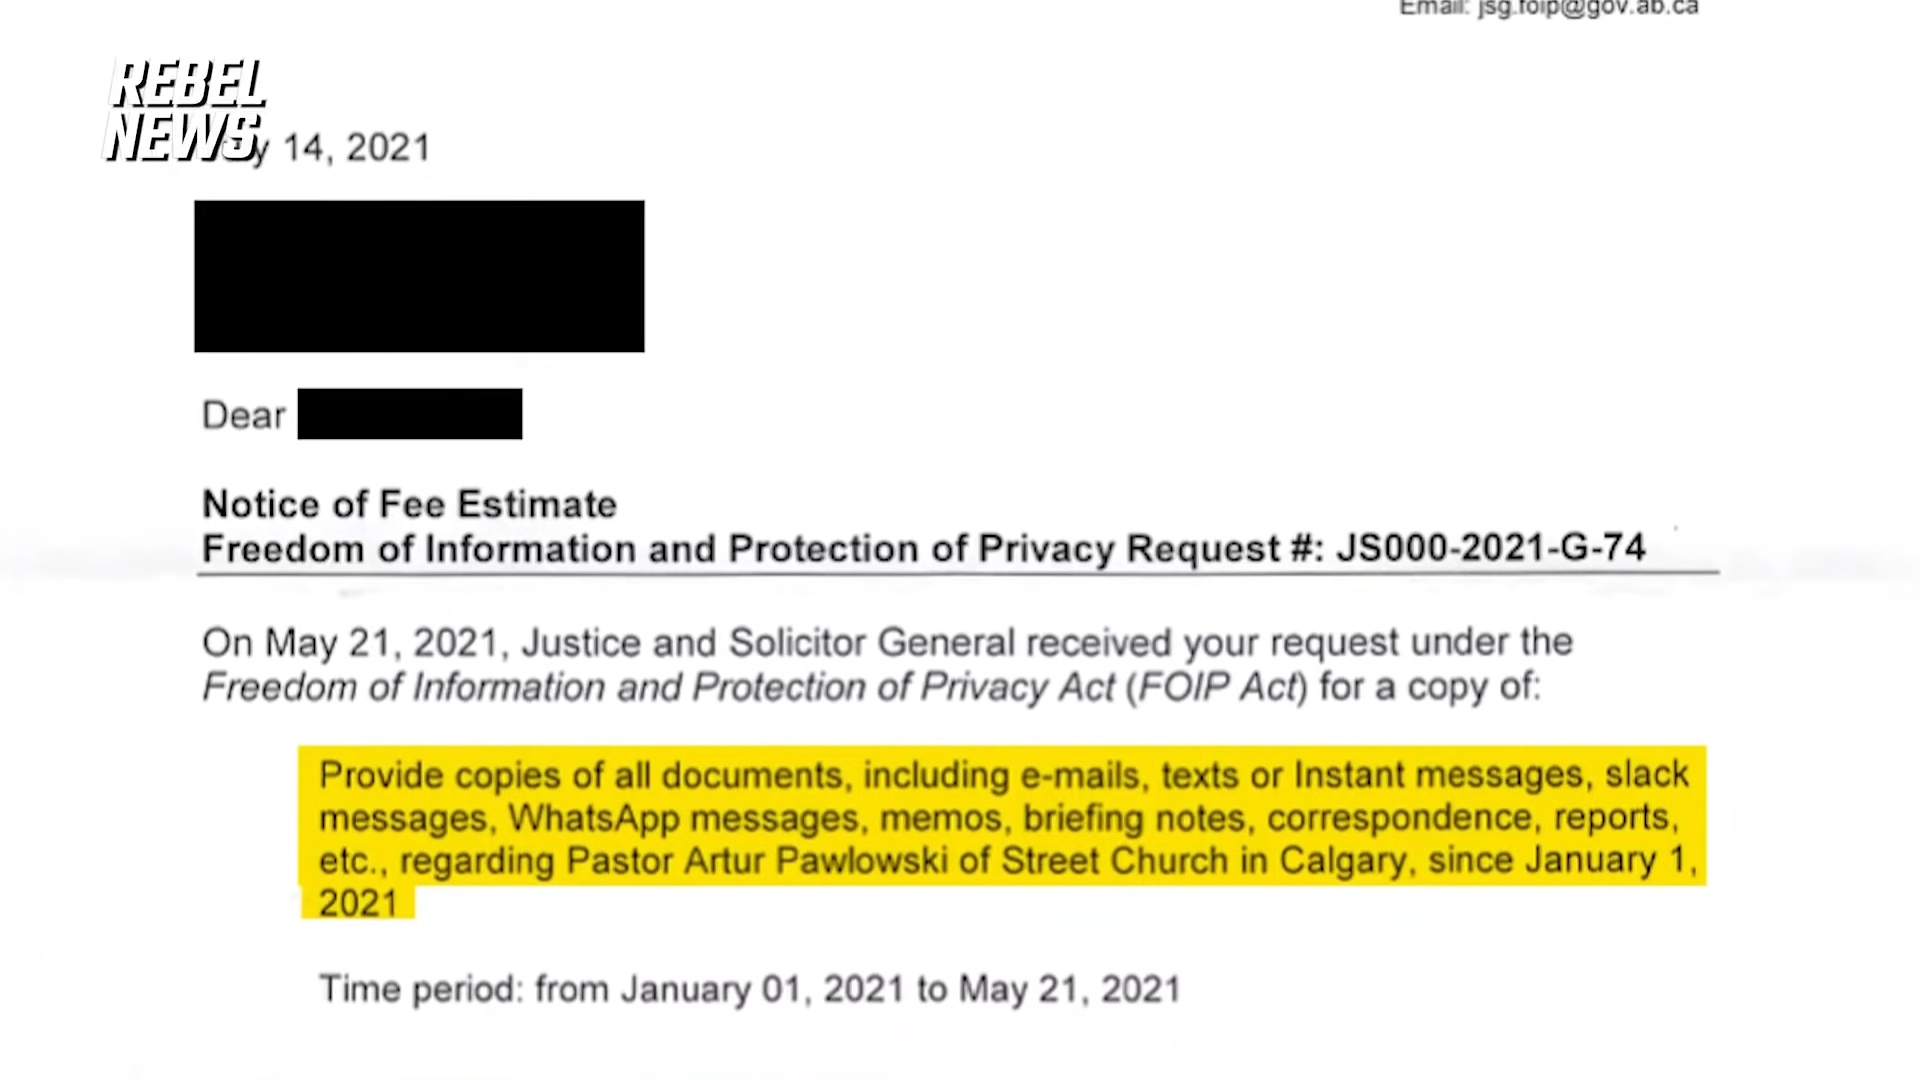 Email: jsg.foip@gov.ab.ca
REBEL
NEWS
14, 2021
Dear
Notice of Fee Estimate
Freedom of Information and Protection of Privacy Request #: JS000-2021-G-74
On May 21, 2021, Justice and Solicitor General received your request under the
Freedom of Information and Protection of Privacy Act (FOIP Act) for a copy of:
Provide copies of all documents, including e-mails, texts or Instant messages, slack
messages, WhatsApp messages, memos, briefing notes, correspondence, reports,
etc., regarding Pastor Artur Pawlowski of Street Church in Calgary, since January 1,
2021
Time period: from January 01, 2021 to May 21, 2021